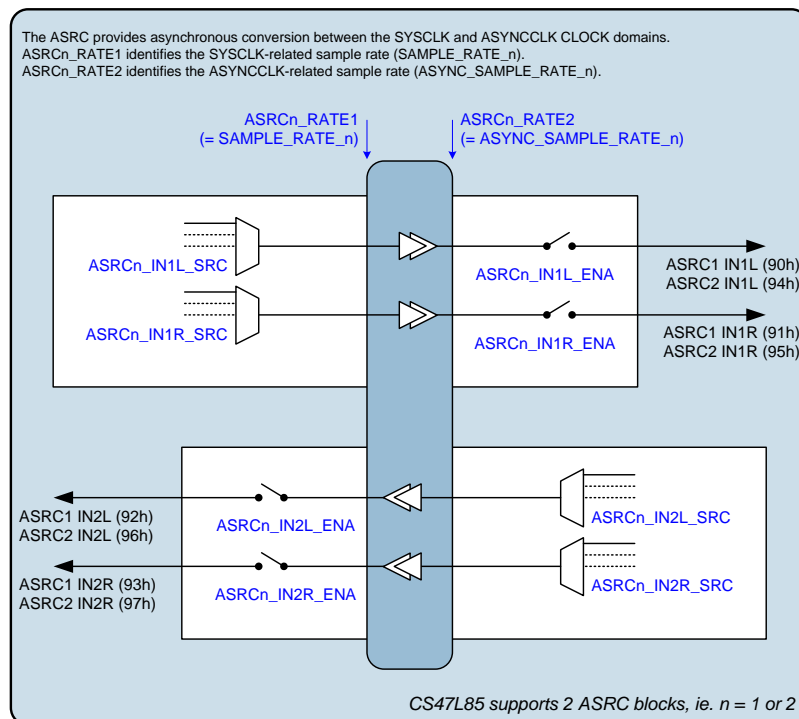 The ASRC provides asynchronous conversion between the SYSCLK and ASYNCCLK CLOCK domains.
ASRCn_RATE1 identifies the SYSCLK-related sample rate (SAMPLE_RATE_n).
ASRCn_RATE2 identifies the ASYNCCLK-related sample rate (ASYNC_SAMPLE_RATE_n).
ASRCn_RATE1
(= SAMPLE_RATE_n)
ASRCn_RATE2
(= ASYNC_SAMPLE_RATE_n)
ASRCn_IN1L_SRC
ASRCn_IN1L_ENA
ASRC1 IN1L (90h)
ASRC2 IN1L (94h)
ASRCn_IN1R_SRC
ASRCn_IN1R_ENA
ASRC1 IN1R (91h)
ASRC2 IN1R (95h)
ASRC1 IN2L (92h)
ASRC2 IN2L (96h)
ASRCn_IN2L_ENA
ASRCn_IN2L_SRC
ASRC1 IN2R (93h)
ASRC2 IN2R (97h)
ASRCn_IN2R_ENA
ASRCn_IN2R_SRC
CS47L85 supports 2 ASRC blocks, ie. n = 1 or 2